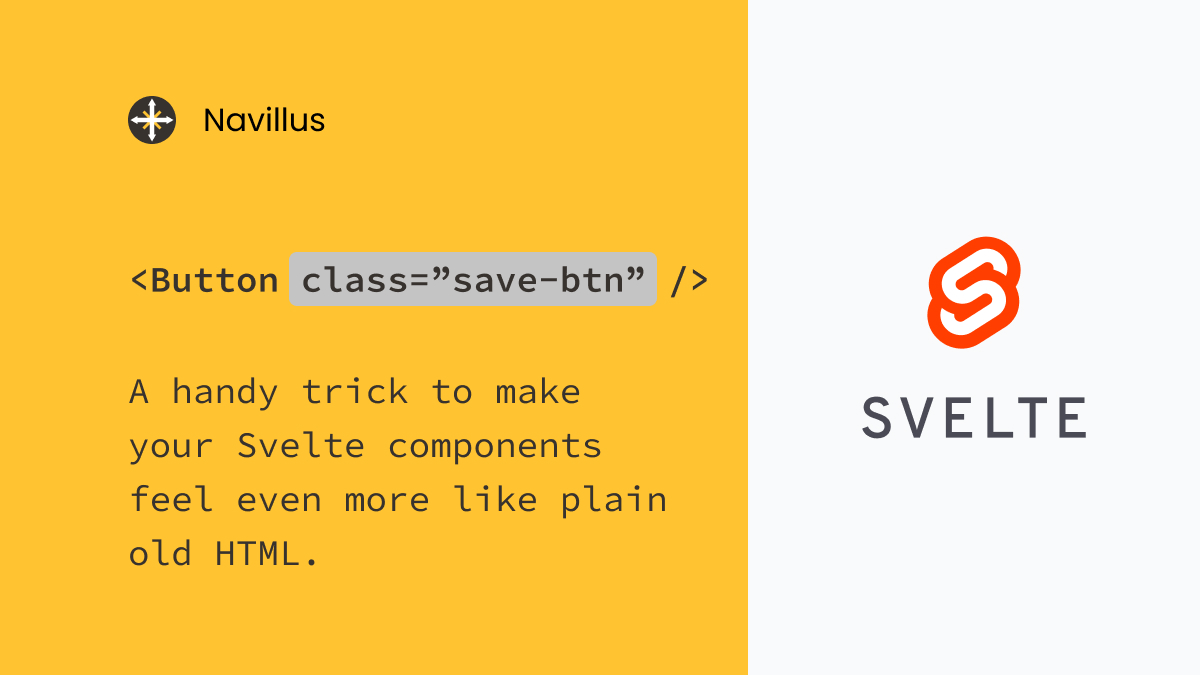 Navillus
<Button class=”save-btn” />
A handy trick to make
your Svelte components
feel even more like plain
old HTML.
SVELTE